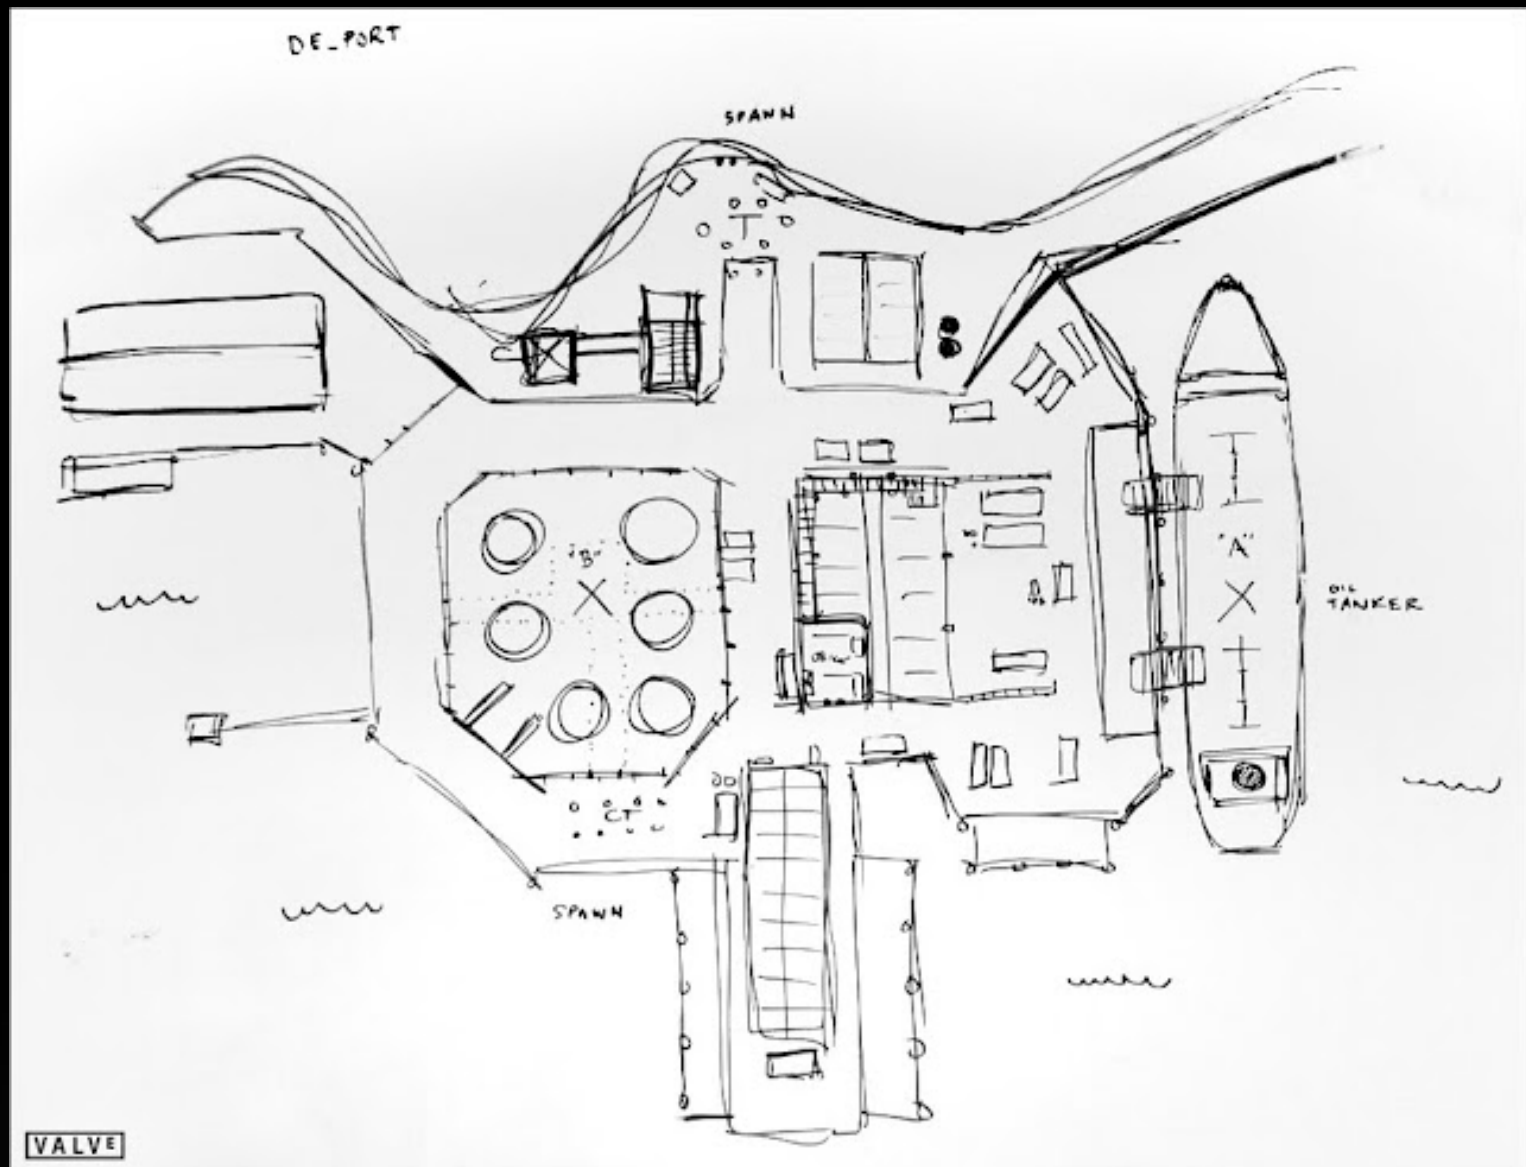 DE_PORT
SPAWN
T
"B"
X
"A"
X
OIL
TANKER
CT
SPAWN
VALVE